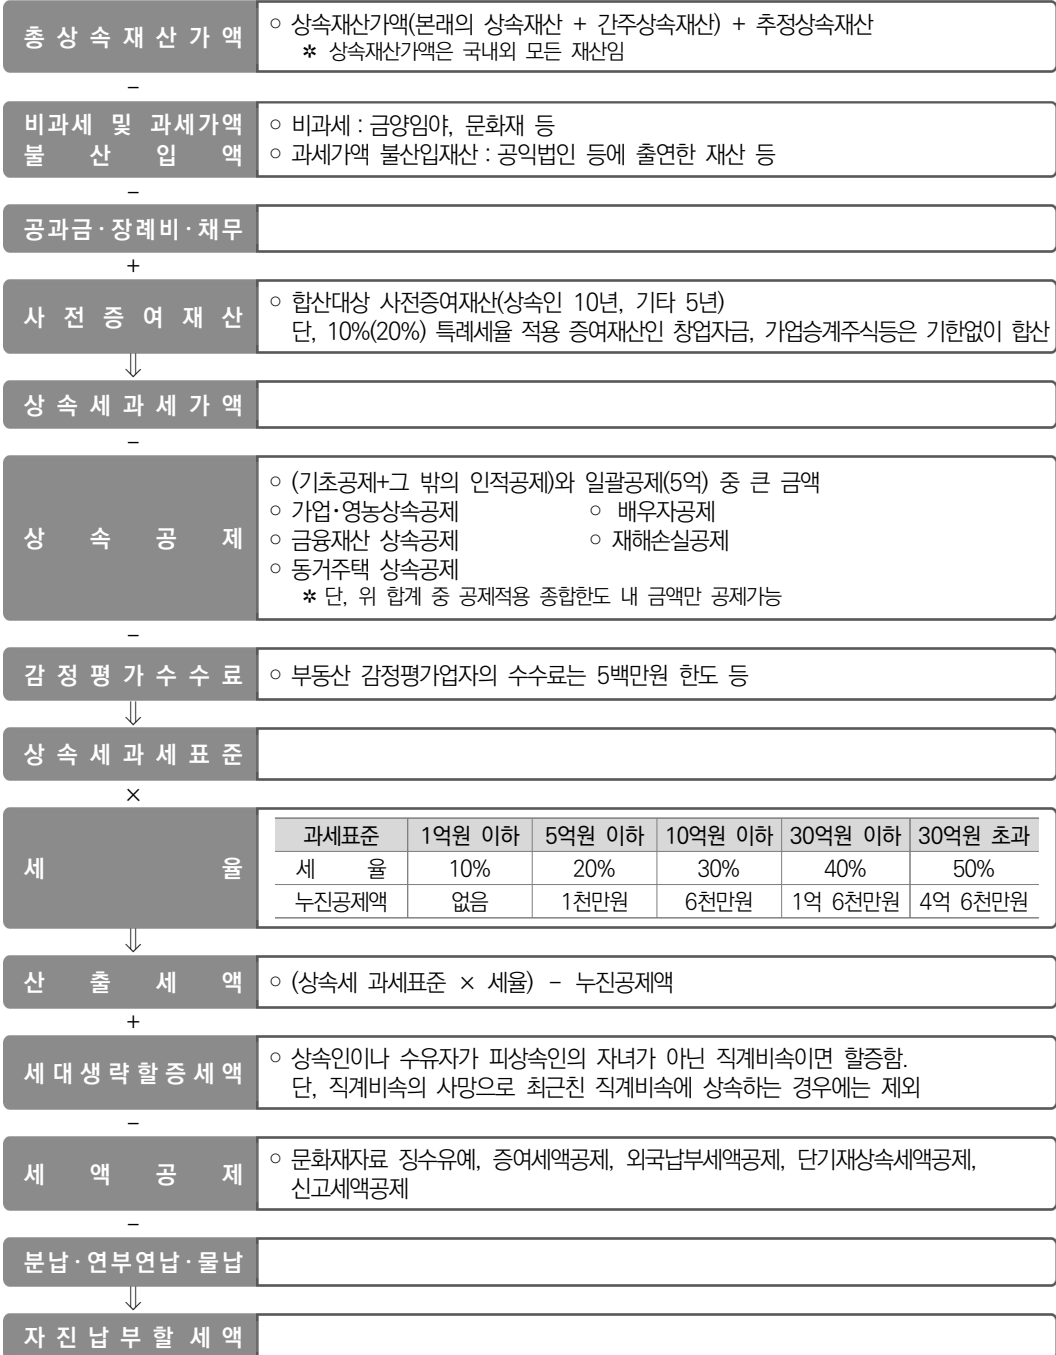 총 상 속 재 산 가 액
○ 상속재산가액(본래의 상속재산 + 간주상속재산) + 추정상속재산
✲ 상속재산가액은 국내외 모든 재산임
-
비과세 및 과세가액
불 산 입 액
○ 비과세 : 금양임야, 문화재 등
○ 과세가액 불산입재산 : 공익법인 등에 출연한 재산 등
-
공과금·장례비·채무
+
사 전 증 여 재 산
○ 합산대상 사전증여재산(상속인 10년, 기타 5년)
단, 10%(20%) 특례세율 적용 증여재산인 창업자금, 가업승계주식등은 기한없이 합산
⇓
상 속 세 과 세 가 액
-
상 속 공 제
○ (기초공제+그 밖의 인적공제)와 일괄공제(5억) 중 큰 금액
○ 가업·영농상속공제 ○ 배우자공제
○ 금융재산 상속공제 ○ 재해손실공제
○ 동거주택 상속공제
✲ 단, 위 합계 중 공제적용 종합한도 내 금액만 공제가능
-
감 정 평 가 수 수 료
○ 부동산 감정평가업자의 수수료는 5백만원 한도 등
⇓
상 속 세 과 세 표 준
×
세 율
과세표준 1억원 이하 5억원 이하 10억원 이하 30억원 이하 30억원 초과
세 율 10% 20% 30% 40% 50%
누진공제액 없음 1천만원 6천만원 1억 6천만원 4억 6천만원
⇓
산 출 세 액
○ (상속세 과세표준 × 세율) - 누진공제액
+
세대생략할증세액
○ 상속인이나 수유자가 피상속인의 자녀가 아닌 직계비속이면 할증함.
단, 직계비속의 사망으로 최근친 직계비속에 상속하는 경우에는 제외
-
세 액 공 제
○ 문화재자료 징수유예, 증여세액공제, 외국납부세액공제, 단기재상속세액공제,
신고세액공제
-
분납·연부연납·물납
⇓
자 진 납 부 할 세 액